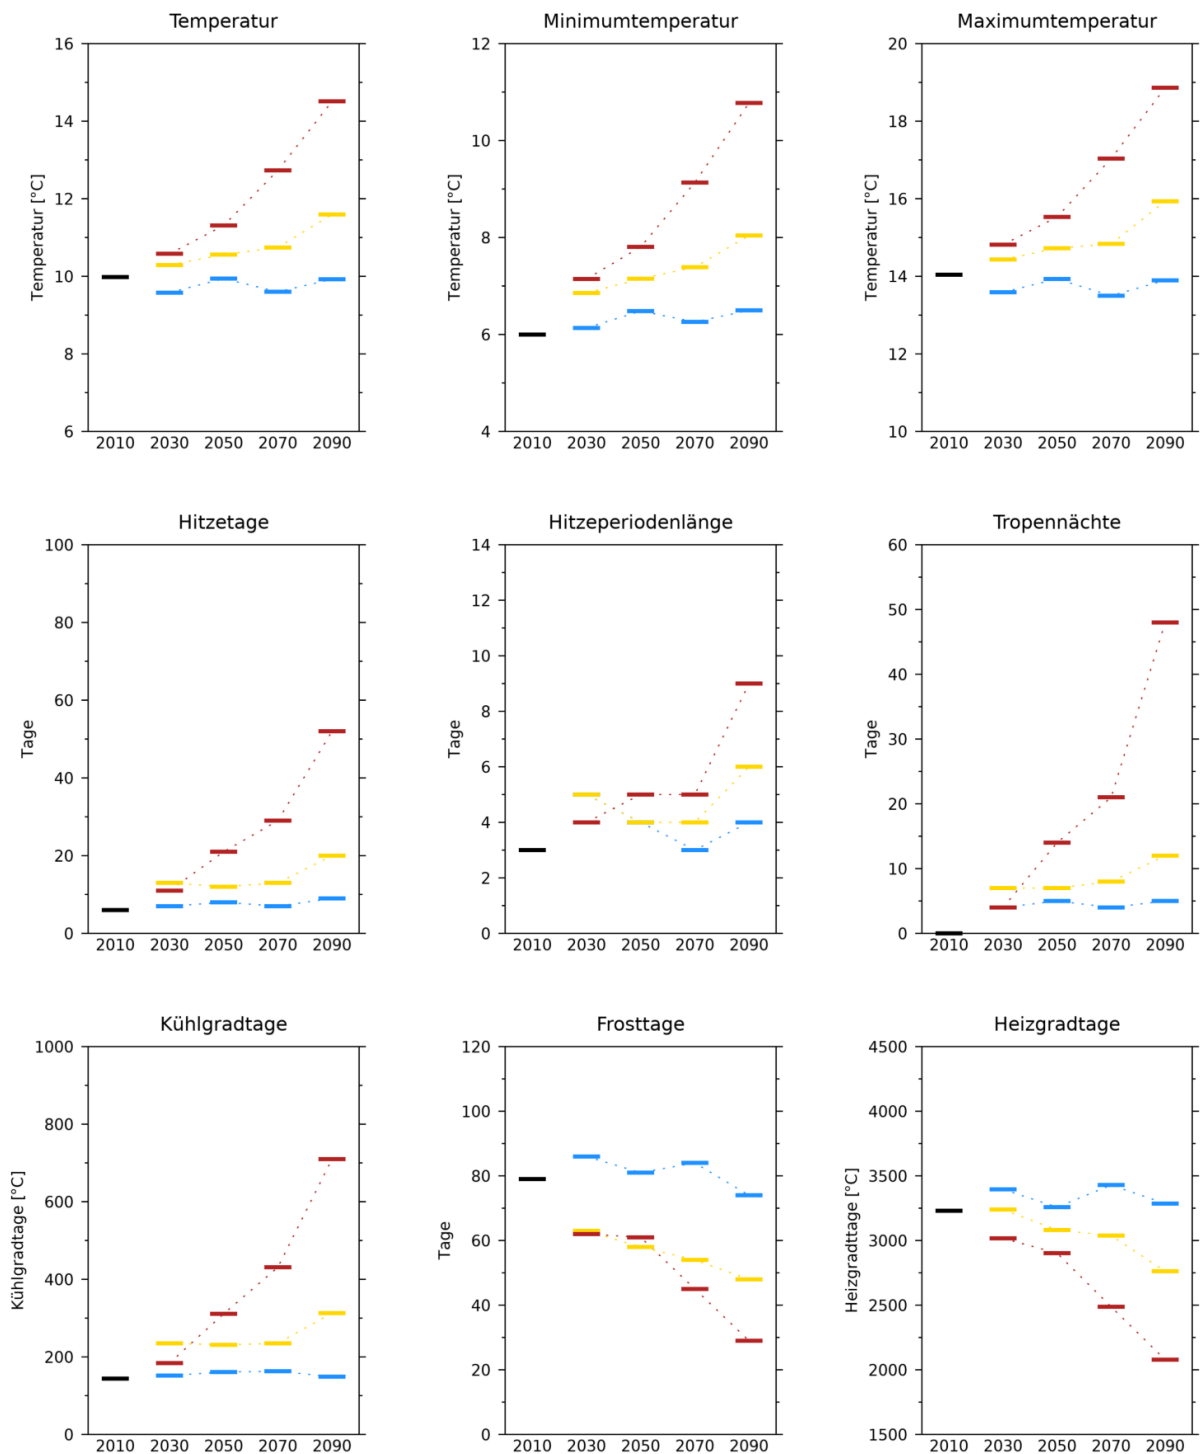 Temperatur
Minimumtemperatur
Maximumtemperatur
Temperatur [°C]
16
14
12
10
8
6
2010 2030 2050 2070 2090
Temperatur [°C]
12
10
8
6
4
2010 2030 2050 2070 2090
Temperatur [°C]
20
18
16
14
12
10
2010 2030 2050 2070 2090
Hitzetage
Hitzeperiodenlänge
Tropennächte
Tage
100
80
60
40
20
0
2010 2030 2050 2070 2090
Tage
14
12
10
8
6
4
2
0
2010 2030 2050 2070 2090
Tage
60
50
40
30
20
10
0
2010 2030 2050 2070 2090
Kühlgradtage
Frosttage
Heizgradtage
Kühlgradtage [°C]
1000
800
600
400
200
0
2010 2030 2050 2070 2090
Tage
120
100
80
60
40
20
0
2010 2030 2050 2070 2090
Heizgradttage [°C]
4500
4000
3500
3000
2500
2000
1500
2010 2030 2050 2070 2090